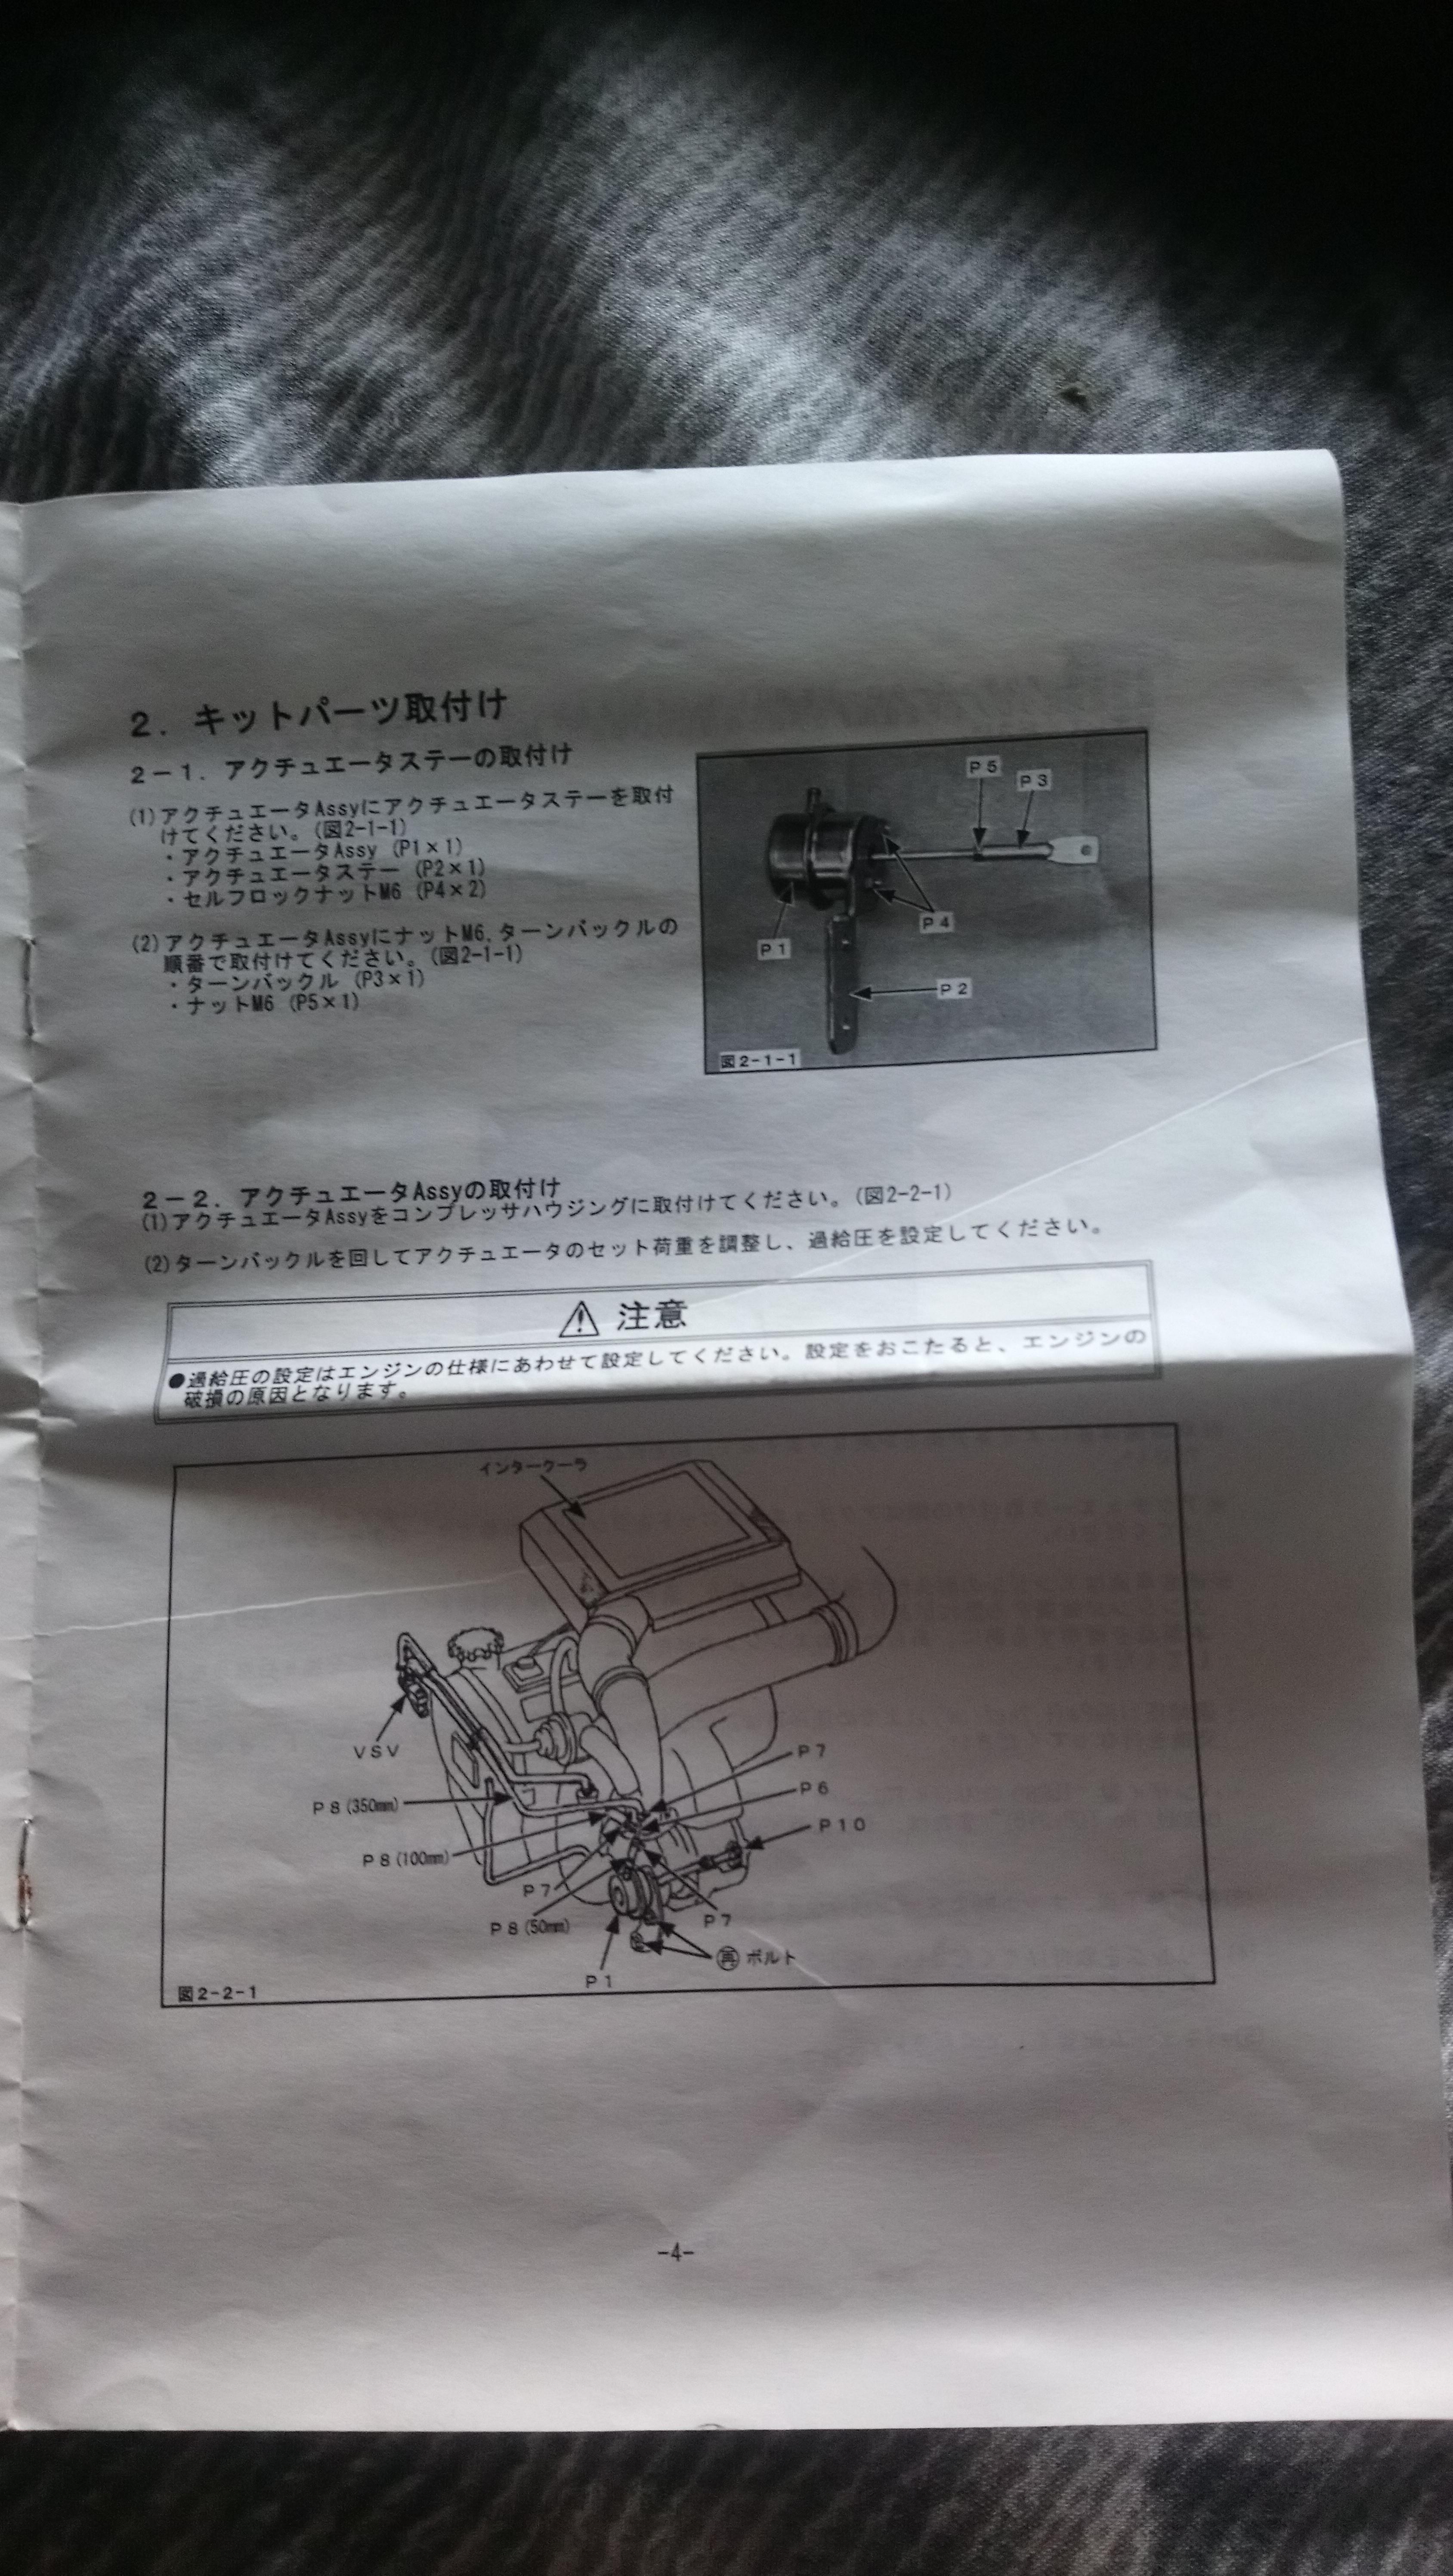 2. キットパーツ取付け
2－1. アクチュエータステーの取付け
(1)アクチュエータAssyにアクチュエータステーを取付
けてください。(図2-1-1)
・アクチュエータAssy (P1×1)
・アクチュエータステー (P2×1)
・セルフロックナットM6 (P4×2)
(2)アクチュエータAssyにナットM6,ターンバックルの
順番で取付けてください。(図2-1-1)
・ターンバックル (P3×1)
・ナットM6 (P5×1)
P5
P3
P4
P1
P2
図2-1-1
2－2. アクチュエータAssyの取付け
(1)アクチュエータAssyをコンプレッサハウジングに取付けてください。(図2-2-1)
(2)ターンバックルを回してアクチュエータのセット荷重を調整し、過給圧を設定してください。
注意
●過給圧の設定はエンジンの仕様にあわせて設定してください。設定をおこたると、エンジンの
破損の原因となります。
インタークーラ
VSV
P7
P8(350mm)
P6
P10
P8(100mm)
P7
P8(50mm)
P7
再ボルト
P1
図2-2-1
-4-